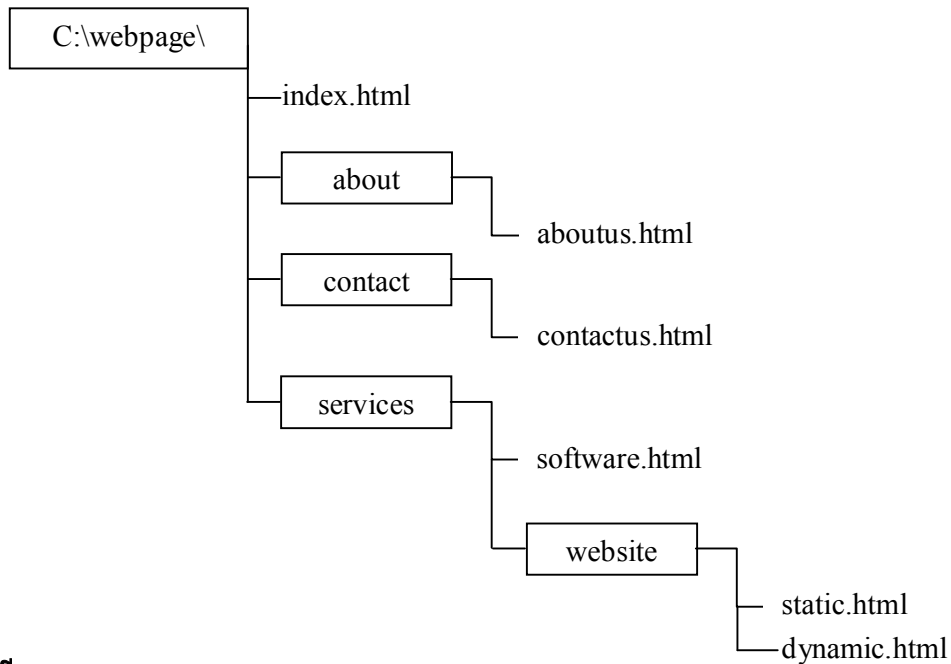 C:\webpage\
index.html
about
aboutus.html
contact
contactus.html
services
software.html
website
static.html
dynamic.html